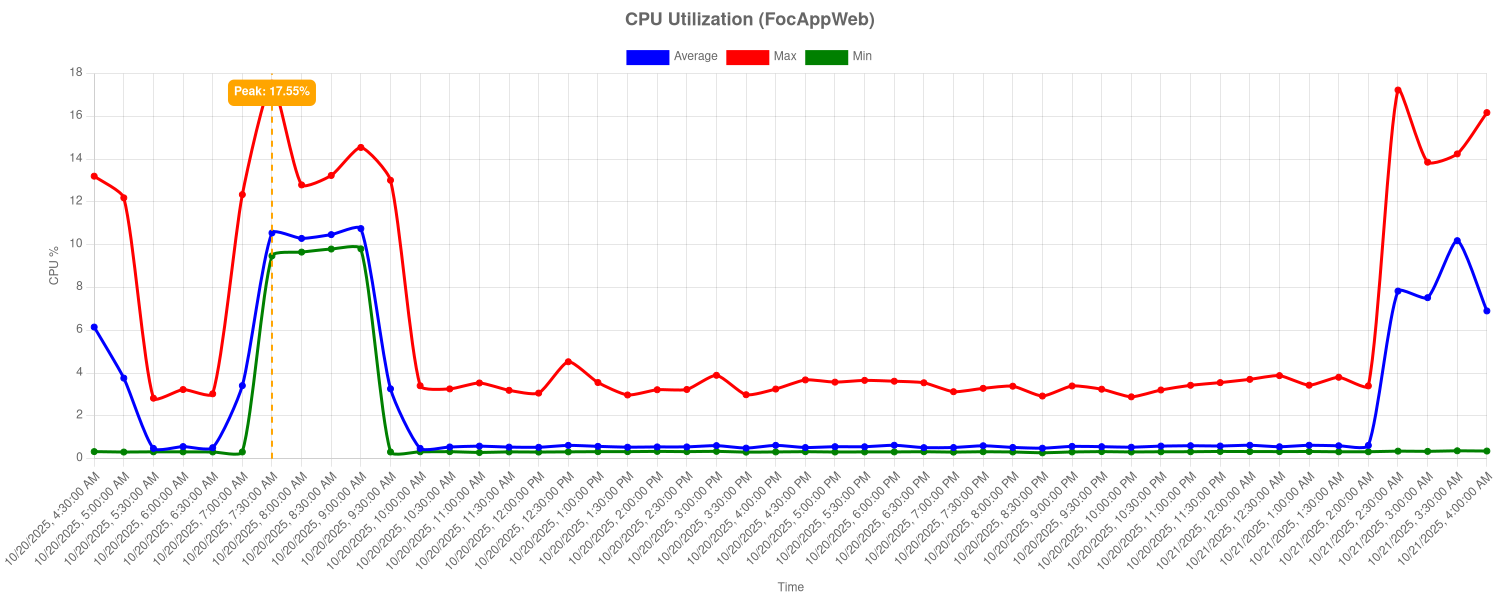 CPU Utilization (FocAppWeb)
Average Max Min
Peak: 17.55%
CPU %
18
16
14
12
10
8
6
4
2
0
10/20/2025, 4:30:00 AM
10/20/2025, 5:00:00 AM
10/20/2025, 5:30:00 AM
10/20/2025, 6:00:00 AM
10/20/2025, 6:30:00 AM
10/20/2025, 7:00:00 AM
10/20/2025, 7:30:00 AM
10/20/2025, 8:00:00 AM
10/20/2025, 8:30:00 AM
10/20/2025, 9:00:00 AM
10/20/2025, 9:30:00 AM
10/20/2025, 10:00:00 AM
10/20/2025, 10:30:00 AM
10/20/2025, 11:00:00 AM
10/20/2025, 11:30:00 AM
10/20/2025, 12:00:00 PM
10/20/2025, 12:30:00 PM
10/20/2025, 1:00:00 PM
10/20/2025, 1:30:00 PM
10/20/2025, 2:00:00 PM
10/20/2025, 2:30:00 PM
10/20/2025, 3:00:00 PM
10/20/2025, 3:30:00 PM
10/20/2025, 4:00:00 PM
10/20/2025, 4:30:00 PM
10/20/2025, 5:00:00 PM
10/20/2025, 5:30:00 PM
10/20/2025, 6:00:00 PM
10/20/2025, 6:30:00 PM
10/20/2025, 7:00:00 PM
10/20/2025, 7:30:00 PM
10/20/2025, 8:00:00 PM
10/20/2025, 8:30:00 PM
10/20/2025, 9:00:00 PM
10/20/2025, 9:30:00 PM
10/20/2025, 10:00:00 PM
10/20/2025, 10:30:00 PM
10/20/2025, 11:00:00 PM
10/20/2025, 11:30:00 PM
10/21/2025, 12:00:00 AM
10/21/2025, 12:30:00 AM
10/21/2025, 1:00:00 AM
10/21/2025, 1:30:00 AM
10/21/2025, 2:00:00 AM
10/21/2025, 2:30:00 AM
10/21/2025, 3:00:00 AM
10/21/2025, 3:30:00 AM
10/21/2025, 4:00:00 AM
Time